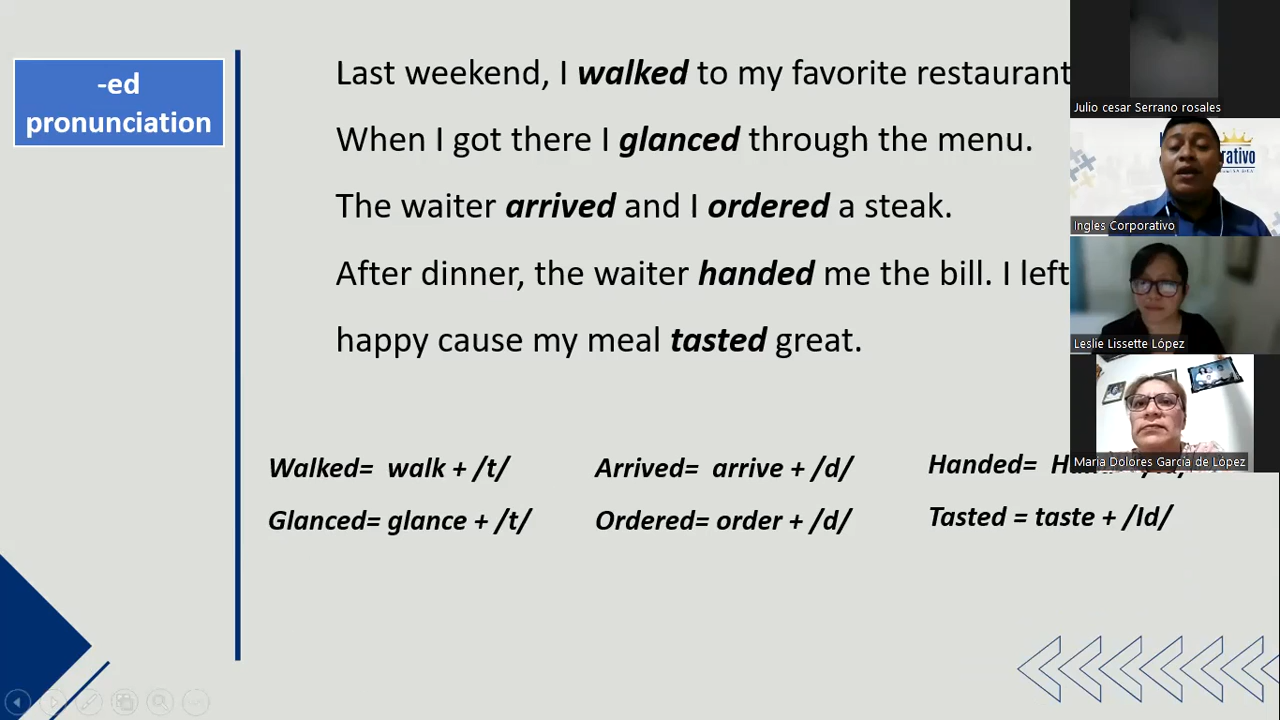 -ed
pronunciation
Last weekend, I walked to my favorite restaurant
When I got there I glanced through the menu.
The waiter arrived and I ordered a steak.
After dinner, the waiter handed me the bill. I left
happy cause my meal tasted great.
Walked= walk + /t/
Glanced= glance + /t/
Arrived= arrive + /d/
Ordered= order + /d/
Handed=
Tasted = taste + /Id/
Julio cesar Serrano rosales
Ingles Corporativo
Leslie Lissette López
Maria Dolores García de López